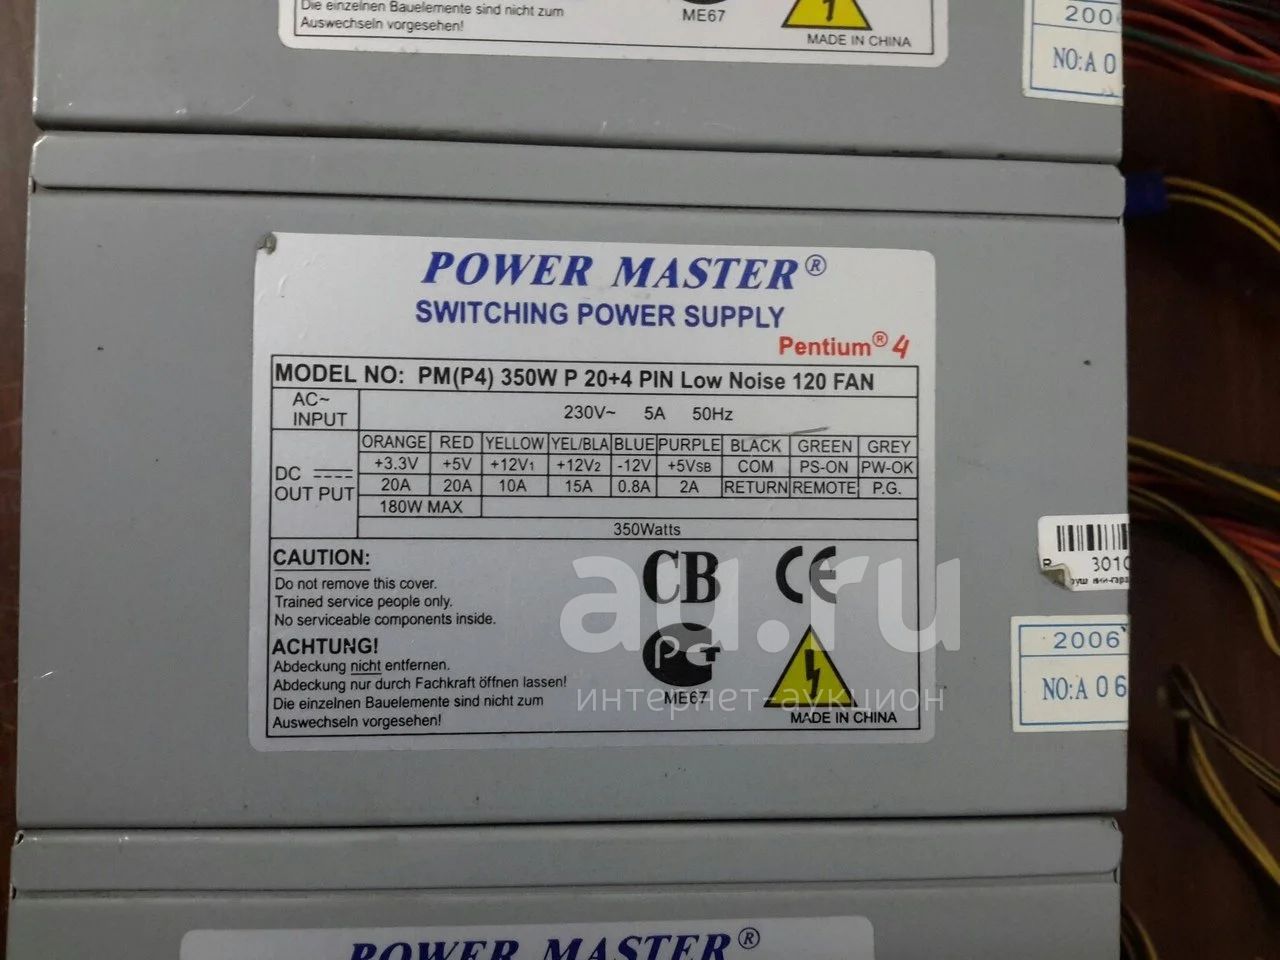 Die einzelnen Bauelemente sind nicht zum
Auswechseln vorgesehen!
ME67
MADE IN CHINA
NO:A 0
POWER MASTER®
SWITCHING POWER SUPPLY
Pentium® 4
MODEL NO: PM(P4) 350W P 20+4 PIN Low Noise 120 FAN
AC~ INPUT 230V~ 5A 50Hz
ORANGE RED YELLOW YEL/BLA BLUE PURPLE BLACK GREEN GREY
DC OUT PUT +3.3V +5V +12V1 +12V2 -12V +5VSB COM PS-ON PW-OK
20A 20A 10A 15A 0.8A 2A RETURN REMOTE P.G.
180W MAX
350Watts
CAUTION:
Do not remove this cover.
Trained service people only.
No serviceable components inside.
ACHTUNG!
Abdeckung nicht entfernen.
Abdeckung nur durch Fachkraft öffnen lassen!
Die einzelnen Bauelemente sind nicht zum
Auswechseln vorgesehen!
CB CE
ME67
MADE IN CHINA
au.ru
интернет-аукцион
3010
2006
NO:A 06
POWER MASTER®